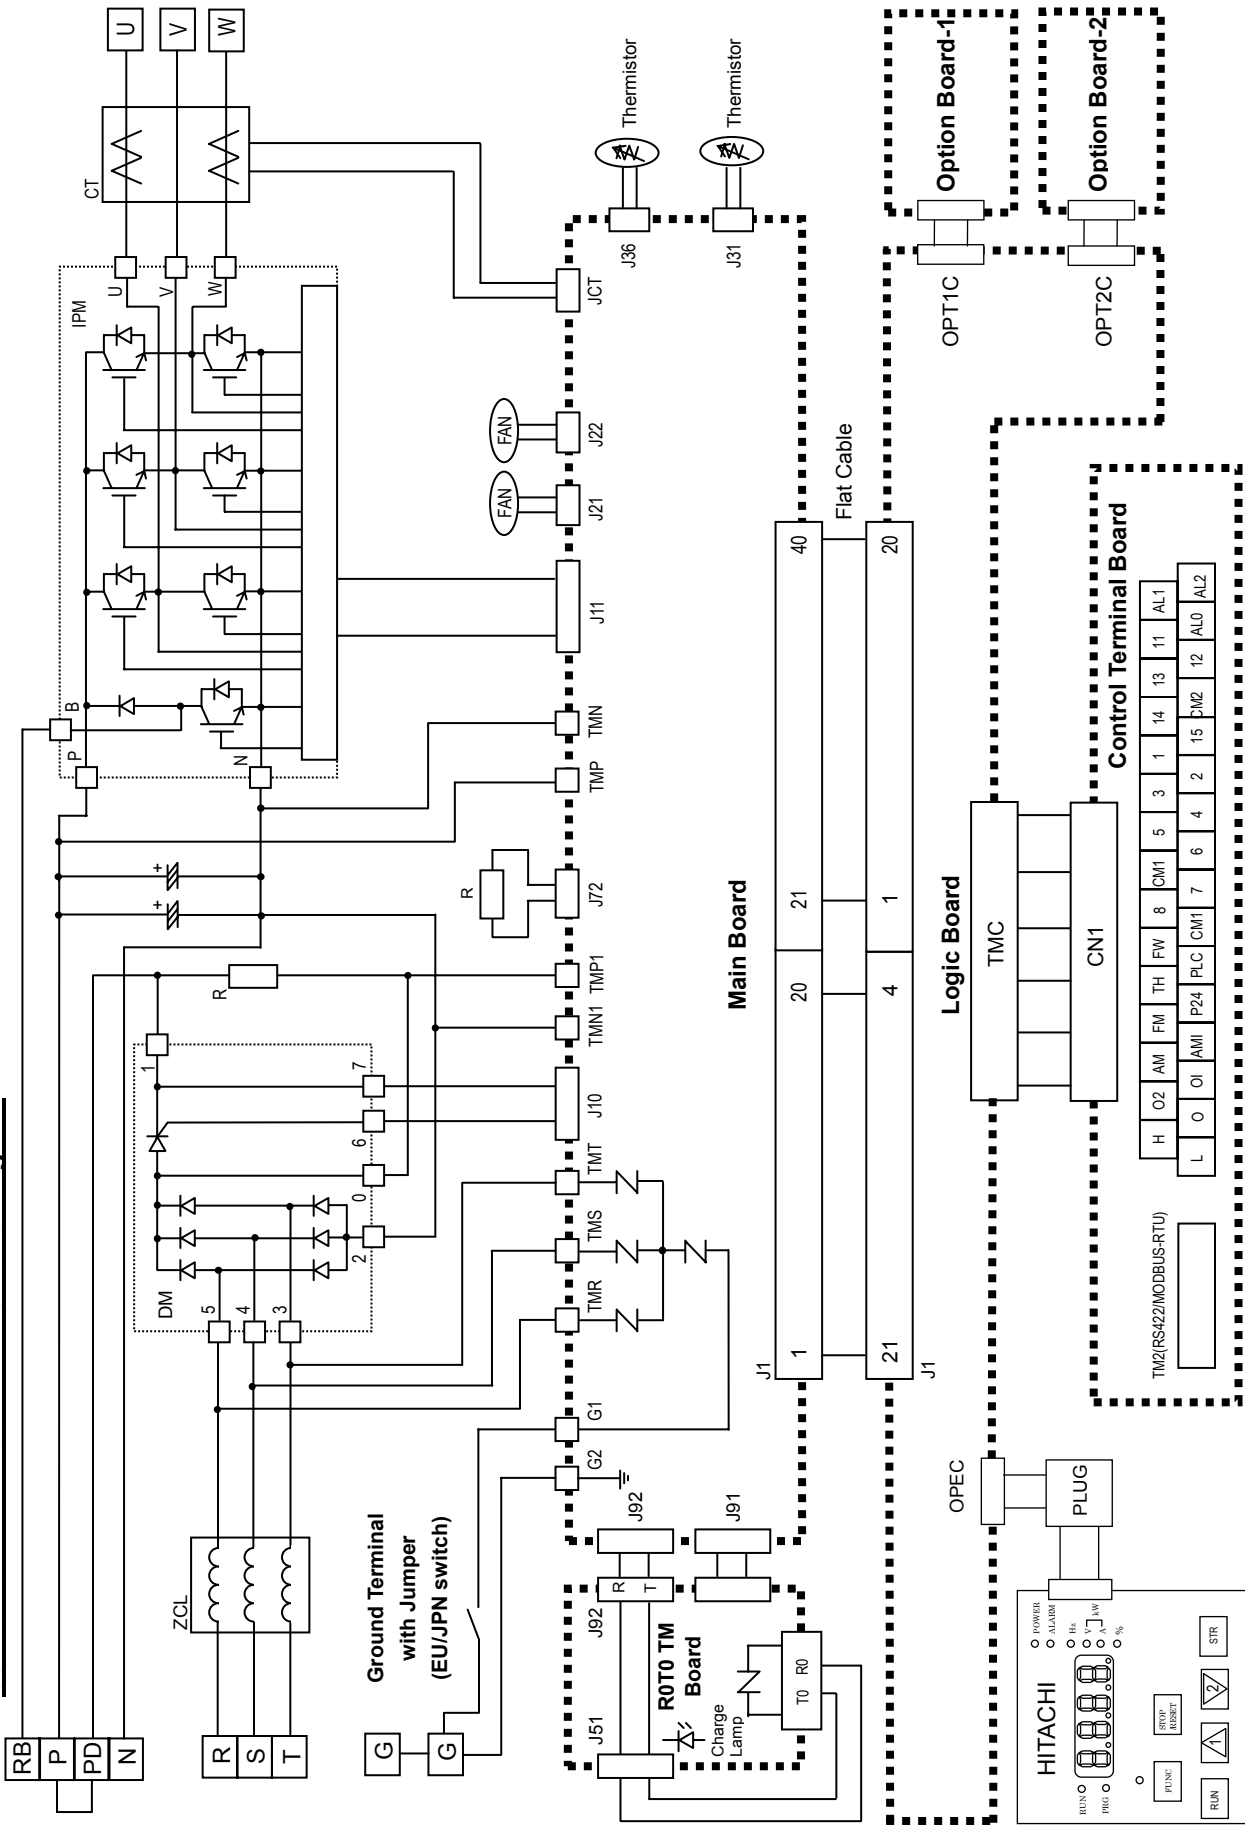 RB
P
PD
N
R
S
T
ZCL
DM
5
4
3
2
0
6
7
1
R
IPM
P
B
N
U
V
W
CT
U
V
W
G
G
Ground Terminal
with Jumper
(EU/JPN switch)
G2
G1
TMR
TMS
TMT
J10
TMN1
TMP1
J72
R
TMP
TMN
J11
J21
FAN
J22
FAN
JCT
J36
Thermistor
J31
Thermistor
Main Board
J51
J92
R
T
J92
J91
R0T0 TM
Board
Charge
Lamp
T0
R0
J1
1
20
21
40
Flat Cable
21
4
1
20
J1
Logic Board
OPT1C
Option Board-1
OPT2C
Option Board-2
OPEC
PLUG
TMC
CN1
Control Terminal Board
H
O2
AM
FM
TH
FW
8
CM1
5
3
1
14
13
11
AL1
L
O
OI
AMI
P24
PLC
CM1
7
6
4
2
15
CM2
12
AL0
AL2
TM2(RS422/MODBUS-RTU)
HITACHI
POWER
ALARM
Hz
V
A
kW
%
RUN
PRG
FUNC
STOP
/RESET
RUN
1
2
STR